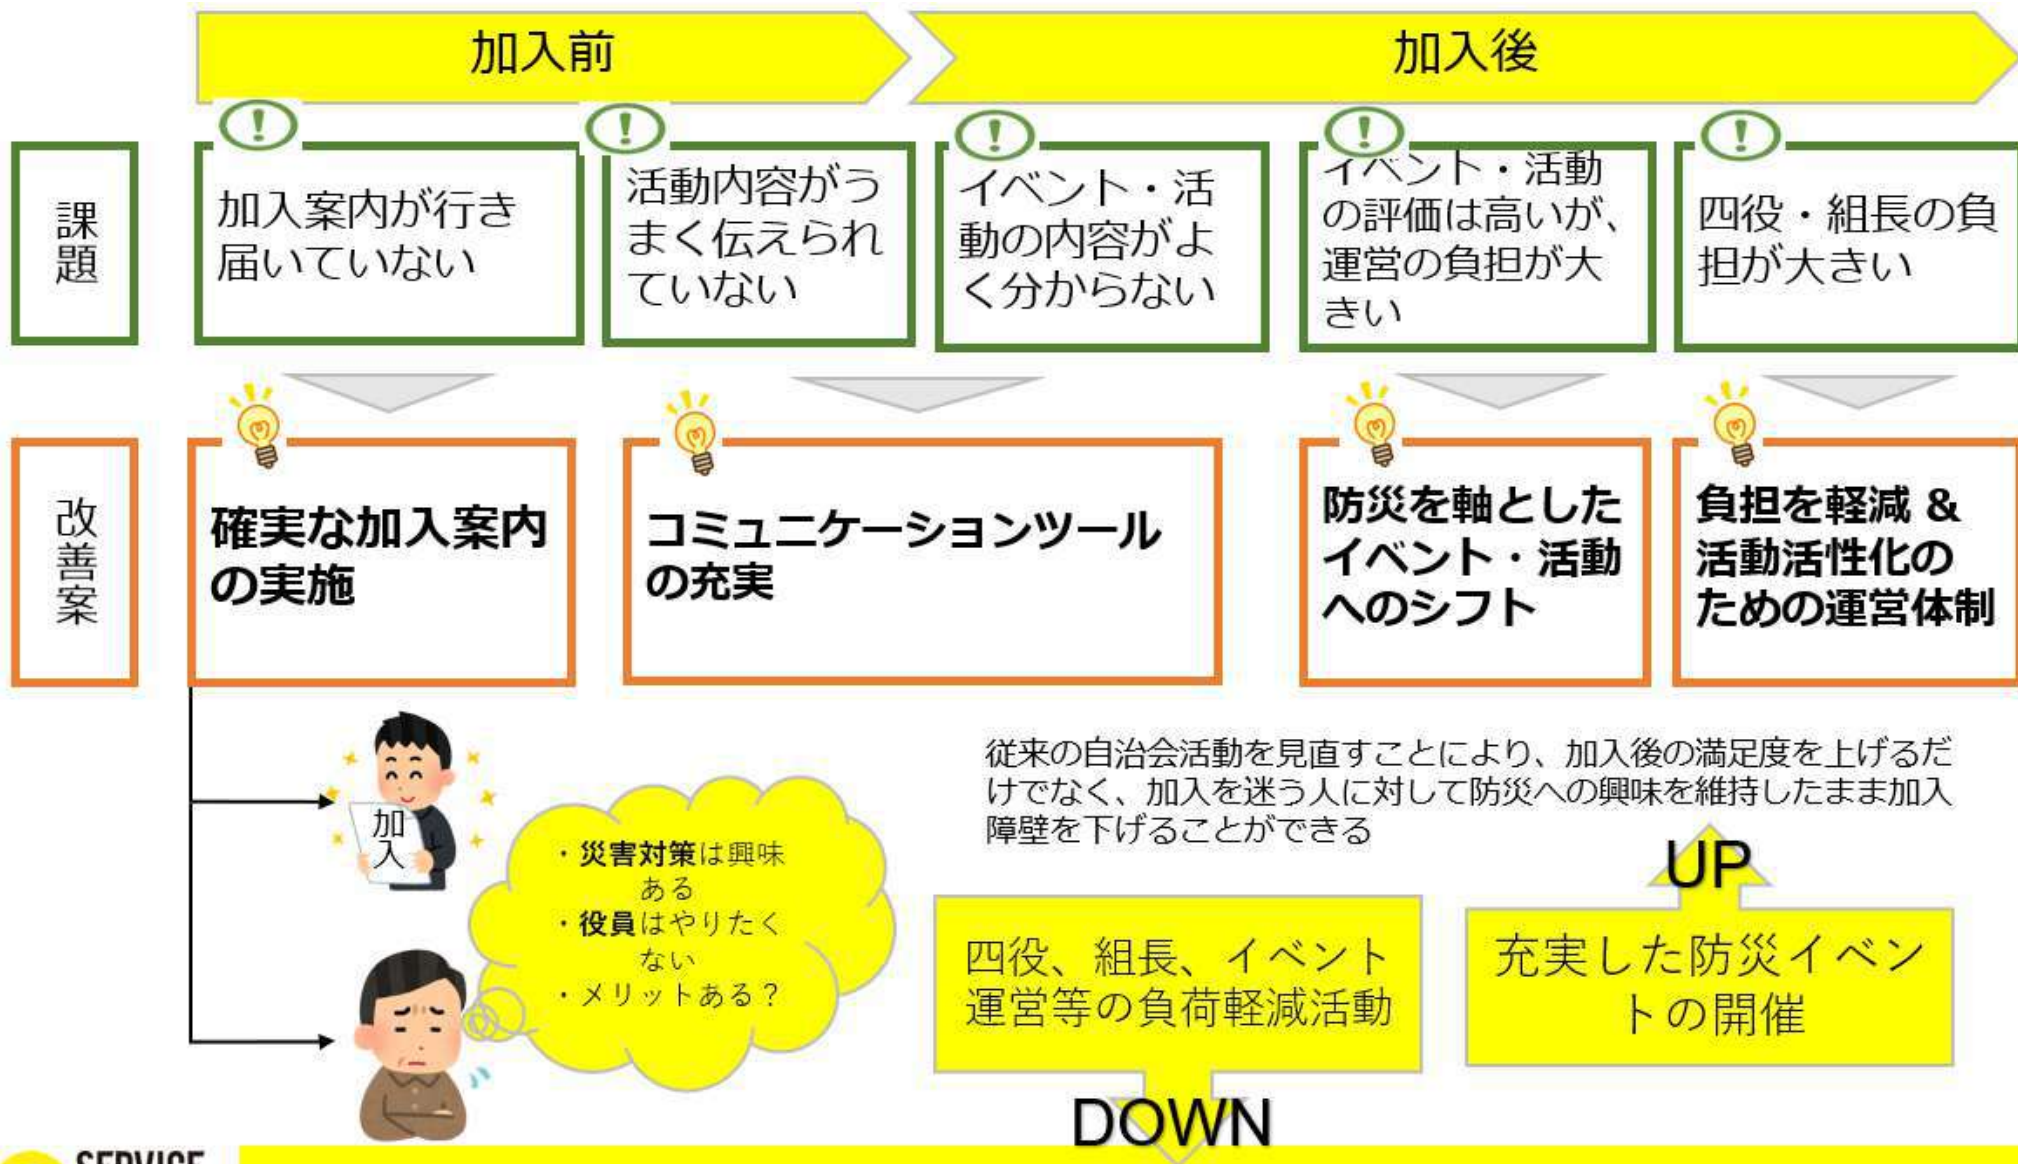 加入前
加入後
課題
加入案内が行き
届いていない
活動内容がう
まく伝えられ
ていない
イベント・活
動の内容がよ
く分からない
イベント・活動
の評価は高いが、
運営の負担が大
きい
四役・組長の負
担が大きい
改善案
確実な加入案内
の実施
コミュニケーションツール
の充実
防災を軸とした
イベント・活動
へのシフト
負担を軽減 &
活動活性化の
ための運営体制
加入
・災害対策は興味
ある
・役員はやりたく
ない
・メリットある？
従来の自治会活動を見直すことにより、加入後の満足度を上げるだ
けでなく、加入を迷う人に対して防災への興味を維持したまま加入
障壁を下げることができる
UP
四役、組長、イベント
運営等の負荷軽減活動
充実した防災イベン
トの開催
DOWN
SERVICE